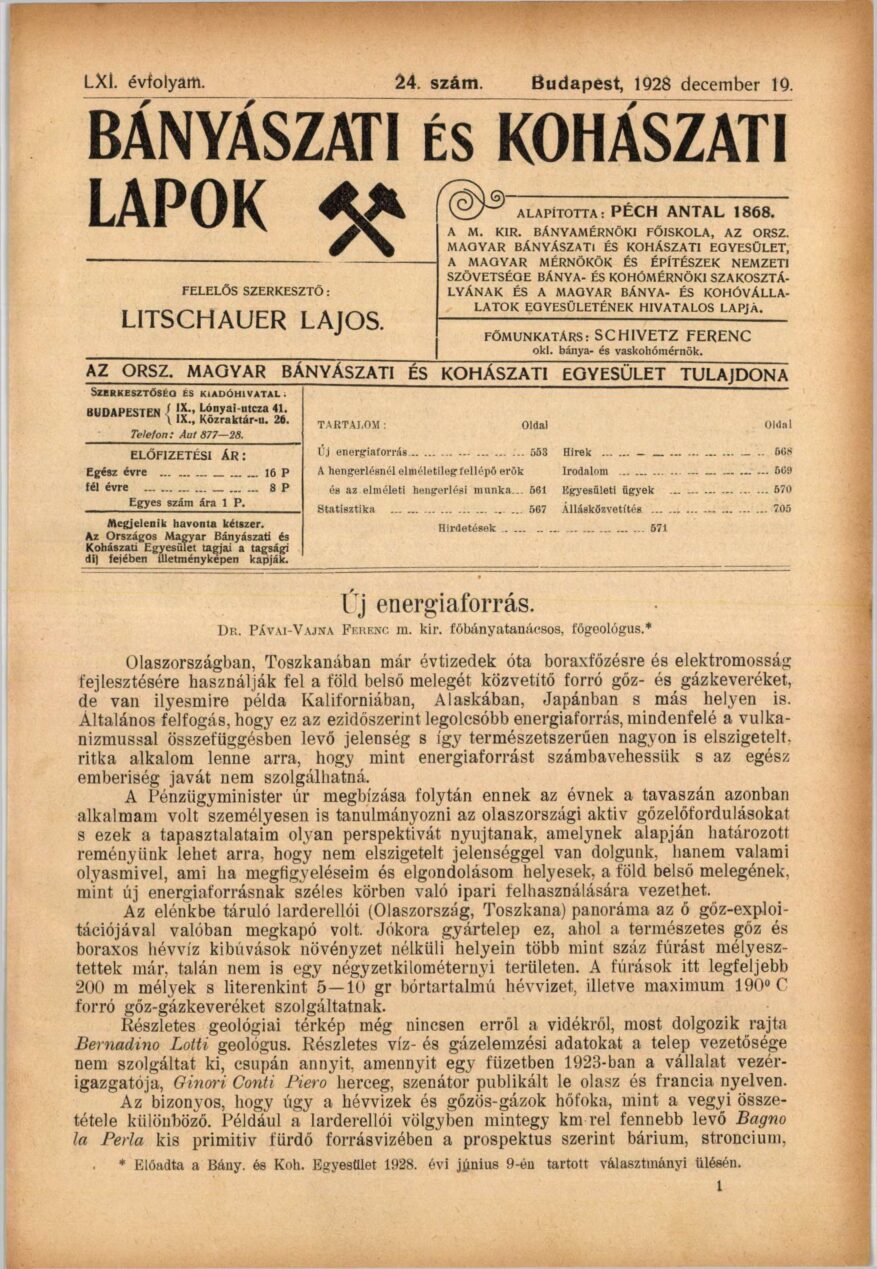 LXI. évfolyam. 24. szám. Budapest, 1928 december 19.
BÁNYÁSZATI ÉS KOHÁSZATI
LAPOK
FELELŐS SZERKESZTŐ:
LITSCHAUER LAJOS.
ALAPÍTOTTA: PÉCH ANTAL 1868.
A M. KIR. BÁNYAMÉRNÖKI FŐISKOLA, AZ ORSZ.
MAGYAR BÁNYÁSZATI ÉS KOHÁSZATI EGYESÜLET,
A MAGYAR MÉRNÖKÖK ÉS ÉPÍTÉSZEK NEMZETI
SZÖVETSÉGE BÁNYA- ÉS KOHÓMÉRNÖKI SZAKOSZTÁ-
LYÁNAK ÉS A MAGYAR BÁNYA- ÉS KOHÓVÁLLA-
LATOK EGYESÜLETÉNEK HIVATALOS LAPJA.
FŐMUNKATÁRS: SCHIVETZ FERENC
okl. bánya- és vaskohómérnök.
AZ ORSZ. MAGYAR BÁNYÁSZATI ÉS KOHÁSZATI EGYESÜLET TULAJDONA
SZERKESZTŐSÉG ÉS KIADÓHIVATAL:
BUDAPESTEN { IX., Lónyai-utcza 41.
IX., Közraktár-u. 26.
Telefon: Aut 877—28.
ELŐFIZETÉSI ÁR:
Egész évre 16 P
fél évre 8 P
Egyes szám ára 1 P.
Megjelenik havonta kétszer.
Az Országos Magyar Bányászati és
Kohászati Egyesület tagjai a tagsági
díj fejében illetményképen kapják.
TARTALOM: Oldal Oldal
Új energiaforrás 553 Hirek 568
A hengerlésnél elméletileg fellépő erők Irodalom 569
és az elméleti hengerlési munka 561 Egyesületi ügyek 570
Statisztika 567 Állásközvetítés 705
Hirdetések 571
Új energiaforrás.
DR. PÁVAI-VAJNA FERENC m. kir. főbányatanácsos, főgeológus.*
Olaszországban, Toszkanában már évtizedek óta boraxfőzésre és elektromosság
fejlesztésére használják fel a föld belső melegét közvetítő forró gőz- és gázkeveréket,
de van ilyesmire példa Kaliforniában, Alaskában, Japánban s más helyen is.
Általános felfogás, hogy ez az ezidőszerint legolcsóbb energiaforrás, mindenfelé a vulka-
nizmussal összefüggésben levő jelenség s így természetszerűen nagyon is elszigetelt,
ritka alkalom lenne arra, hogy mint energiaforrást számbavehessük s az egész
emberiség javát nem szolgálhatná.
A Pénzügyminister úr megbízása folytán ennek az évnek a tavaszán azonban
alkalmam volt személyesen is tanulmányozni az olaszországi aktiv gőzelőfordulásokat
s ezek a tapasztalataim olyan perspektivát nyujtanak, amelynek alapján határozott
reményünk lehet arra, hogy nem elszigetelt jelenséggel van dolgunk, hanem valami
olyasmivel, ami ha megfigyeléseim és elgondolásom helyesek, a föld belső melegének,
mint új energiaforrásnak széles körben való ipari felhasználására vezethet.
Az elénkbe táruló larderellói (Olaszország, Toszkana) panoráma az ő gőz-exploi-
tációjával valóban megkapó volt. Jókora gyártelep ez, ahol a természetes gőz és
boraxos hévvíz kibúvások növényzet nélküli helyein több mint száz fúrást mélyesz-
tettek már, talán nem is egy négyzetkilométernyi területen. A fúrások itt legfeljebb
200 m mélyek s literenkint 5—10 gr bórtartalmú hévvizet, illetve maximum 190° C
forró gőz-gázkeveréket szolgáltatnak.
Részletes geológiai térkép még nincsen erről a vidékről, most dolgozik rajta
Bernadino Lotti geológus. Részletes víz- és gázelemzési adatokat a telep vezetősége
nem szolgáltat ki, csupán annyit, amennyit egy füzetben 1923-ban a vállalat vezér-
igazgatója, Ginori Conti Piero herceg, szenátor publikált le olasz és francia nyelven.
Az bizonyos, hogy úgy a hévvizek és gőzös-gázok hőfoka, mint a vegyi össze-
tétele különböző. Például a larderellói völgyben mintegy km rel fennebb levő Bagno
la Perla kis primitiv fürdő forrásvizében a prospektus szerint bárium, stroncium,
* Előadta a Bány. és Koh. Egyesület 1928. évi június 9-én tartott választmányi ülésén.
1